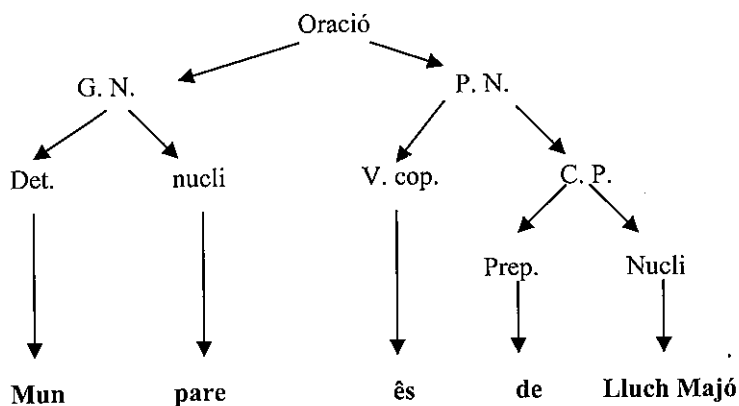 Oració
G. N. P. N.
Det. nucli V. cop. C. P.
Prep. Nucli
Mun pare ês de Lluch Majó